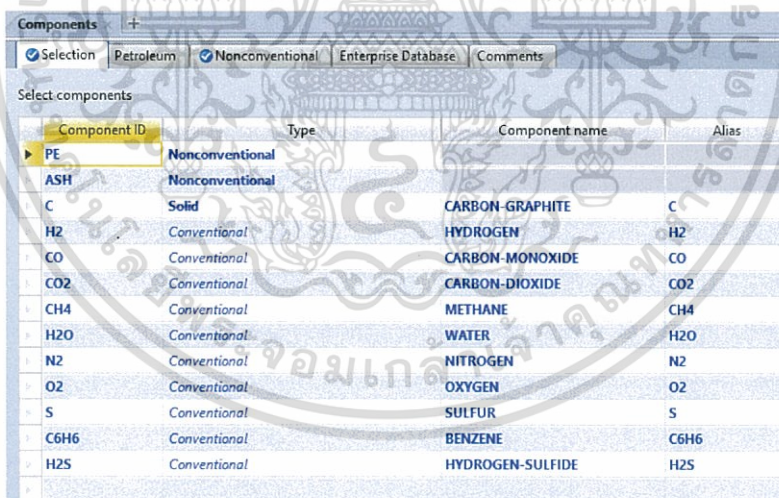 Components × +
Selection Petroleum Nonconventional Enterprise Database Comments
Select components
Component ID Type Component name Alias
PE Nonconventional
ASH Nonconventional
C Solid CARBON-GRAPHITE C
H2 Conventional HYDROGEN H2
CO Conventional CARBON-MONOXIDE CO
CO2 Conventional CARBON-DIOXIDE CO2
CH4 Conventional METHANE CH4
H2O Conventional WATER H2O
N2 Conventional NITROGEN N2
O2 Conventional OXYGEN O2
S Conventional SULFUR S
C6H6 Conventional BENZENE C6H6
H2S Conventional HYDROGEN-SULFIDE H2S